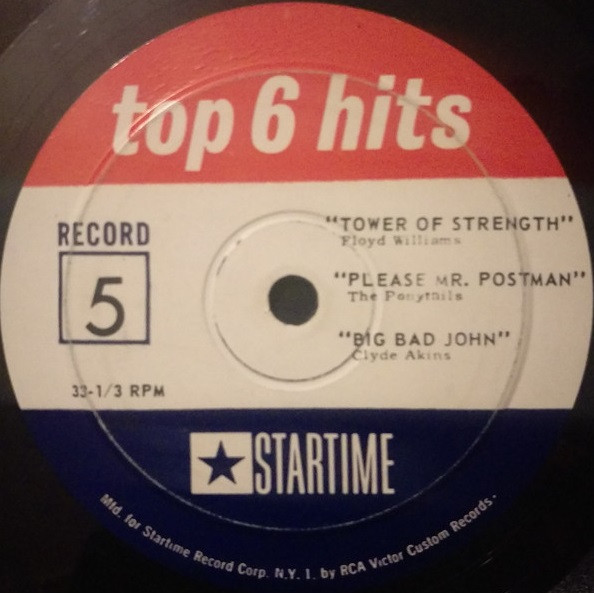 top 6 hits
RECORD
5
33-1/3 RPM
"TOWER OF STRENGTH"
Floyd Williams
"PLEASE MR. POSTMAN"
The Ponytails
"BIG BAD JOHN"
Clyde Akins
STARTIME
Mfd. for Startime Record Corp. N.Y. 1. by RCA Victor Custom Records.